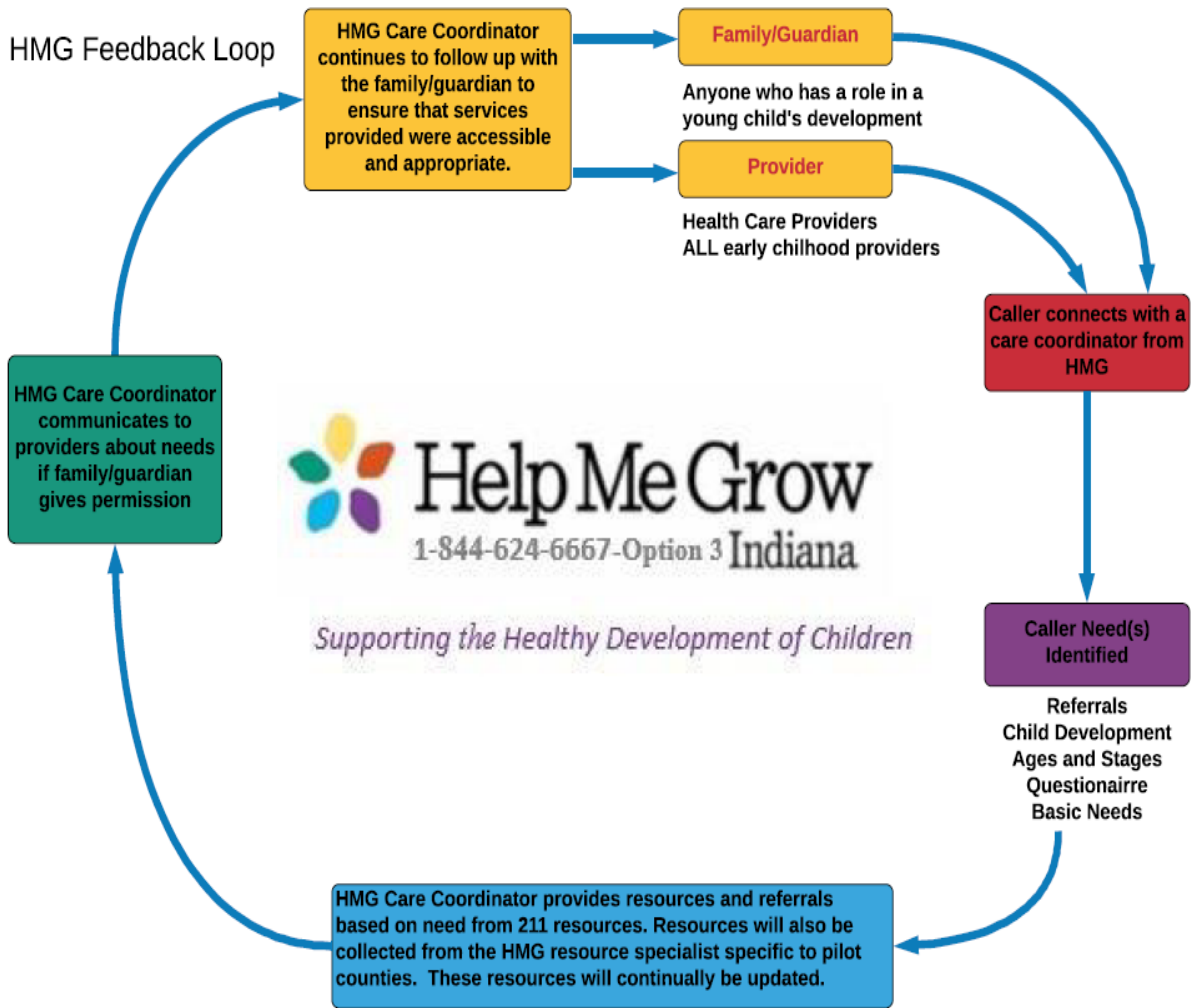 HMG Feedback Loop
HMG Care Coordinator
continues to follow up with
the family/guardian to
ensure that services
provided were accessible
and appropriate.
Family/Guardian
Anyone who has a role in a
young child's development
Provider
Health Care Providers
ALL early chilhood providers
Caller connects with a
care coordinator from
HMG
HMG Care Coordinator
communicates to
providers about needs
if family/guardian
gives permission
Help Me Grow
1-844-624-6667-Option 3 Indiana
Supporting the Healthy Development of Children
Caller Need(s)
Identified
Referrals
Child Development
Ages and Stages
Questionairre
Basic Needs
HMG Care Coordinator provides resources and referrals
based on need from 211 resources. Resources will also be
collected from the HMG resource specialist specific to pilot
counties.  These resources will continually be updated.